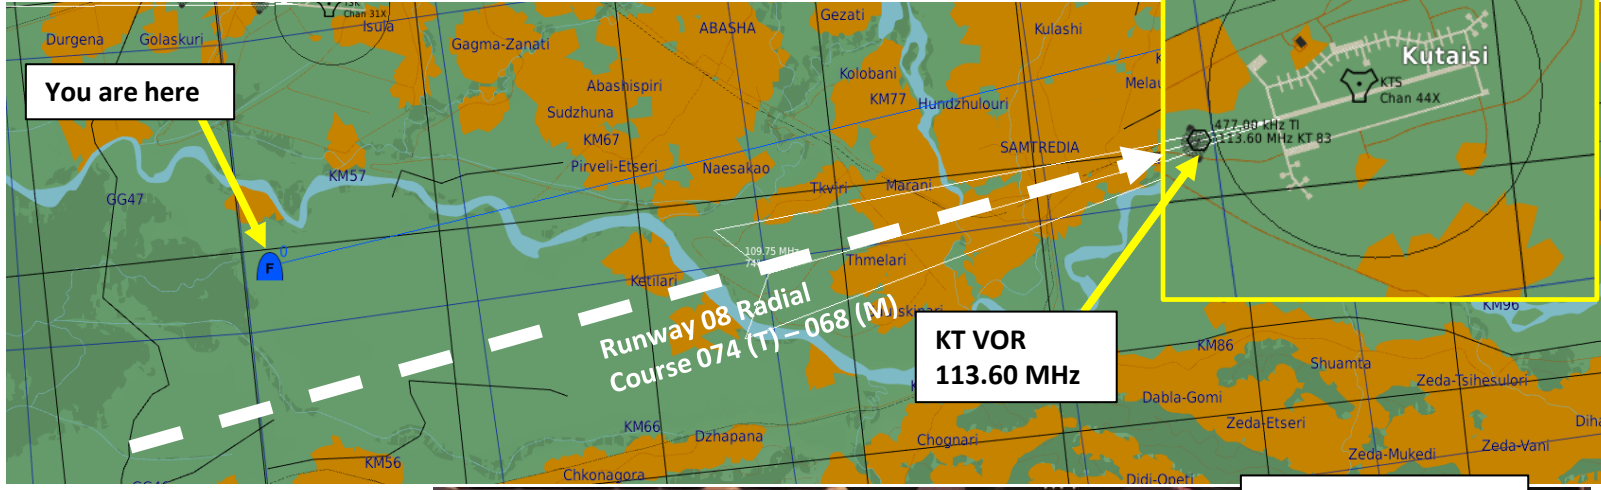 TSK
Chan 31X
Isula
Durgena
Golaskuri
Gagma-Zanati
ABASHA
Gezati
Kulashi
You are here
Abashispiri
Sudzhuna
KM67
Pirveli-Etseri
Naesakao
Kolobani
KM77
Hundzhulouri
Melau
Kutaisi
KTS
Chan 44X
477.00 kHz TI
113.60 MHz KT 83
SAMTREDIA
KM57
GG47
Tkviri
Marani
0
F
109.75 MHz
Ketilari
Thmelari
Runway 08 Radial
Course 074 (T) – 068 (M)
KT VOR
113.60 MHz
KM96
KM86
Shuamta
Zeda-Tsihesulori
Dabla-Gomi
Zeda-Etseri
Diha
KM66
Dzhapana
Chognari
Zeda-Mukedi
Zeda-Vani
KM56
Chkonagora
Didi-Opeti